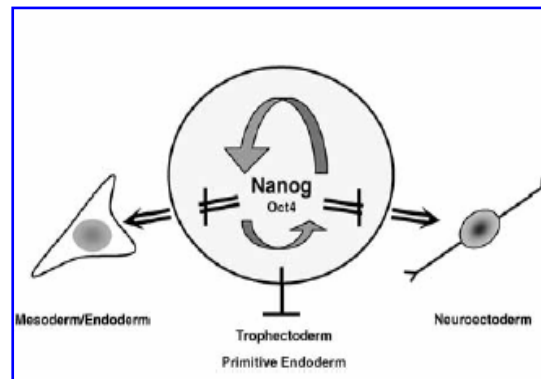 Nanog
Oct4
Mesoderm/Endoderm
Neuroectoderm
Trophectoderm
Primitive Endoderm